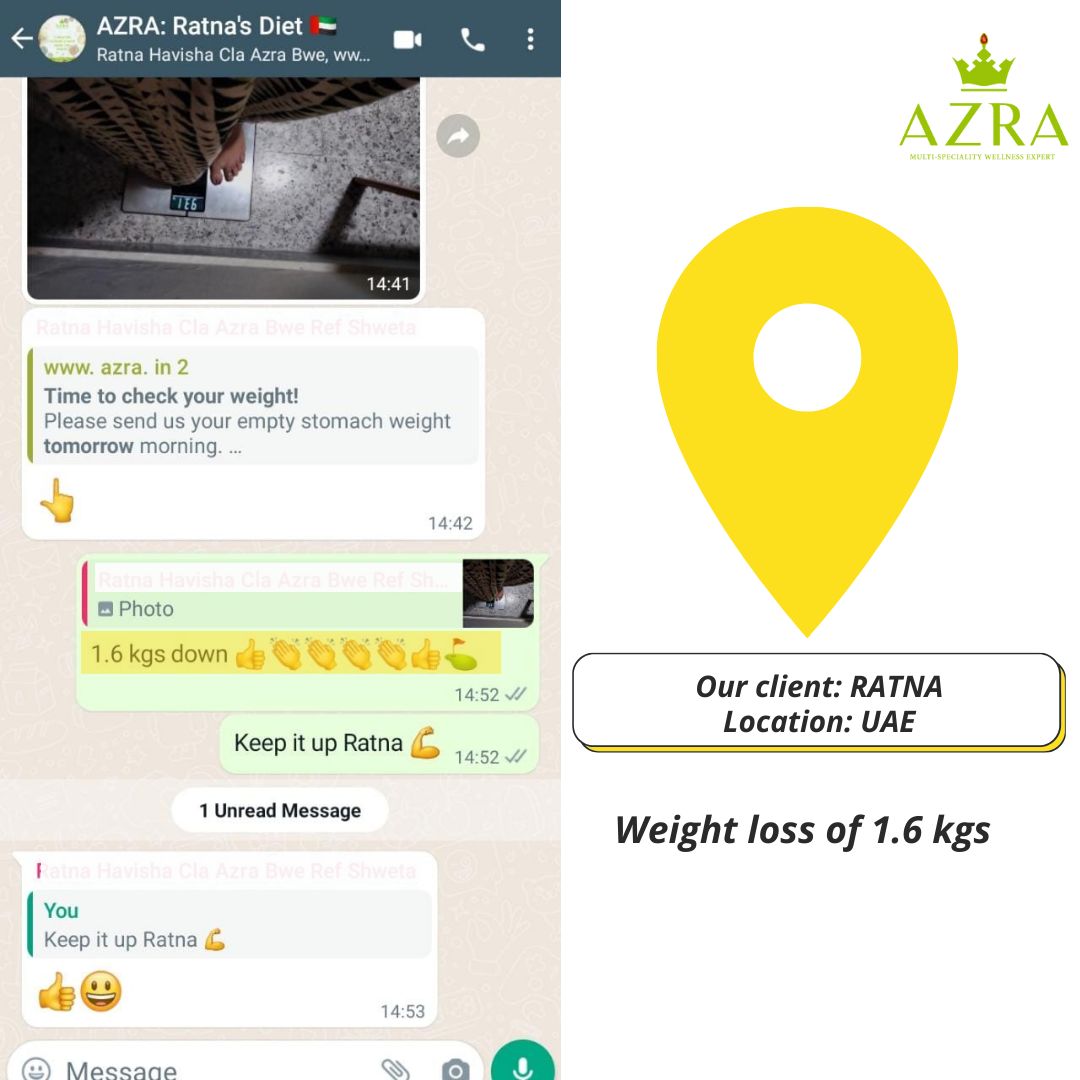 AZRA: Ratna's Diet
Ratna Havisha Cla Azra Bwe, ww...
14:41
Ratna Havisha Cla Azra Bwe Ref Shweta
www. azra. in 2
Time to check your weight!
Please send us your empty stomach weight
tomorrow morning. ...
14:42
Ratna Havisha Cla Azra Bwe Ref Sh...
Photo
1.6 kgs down 👍👏👏👏👏👍⛳
14:52
Keep it up Ratna 💪
14:52
1 Unread Message
Ratna Havisha Cla Azra Bwe Ref Shweta
You
Keep it up Ratna 💪
👍😃
14:53
Message
AZRA
MULTI-SPECIALITY WELLNESS EXPERT
Our client: RATNA
Location: UAE
Weight loss of 1.6 kgs